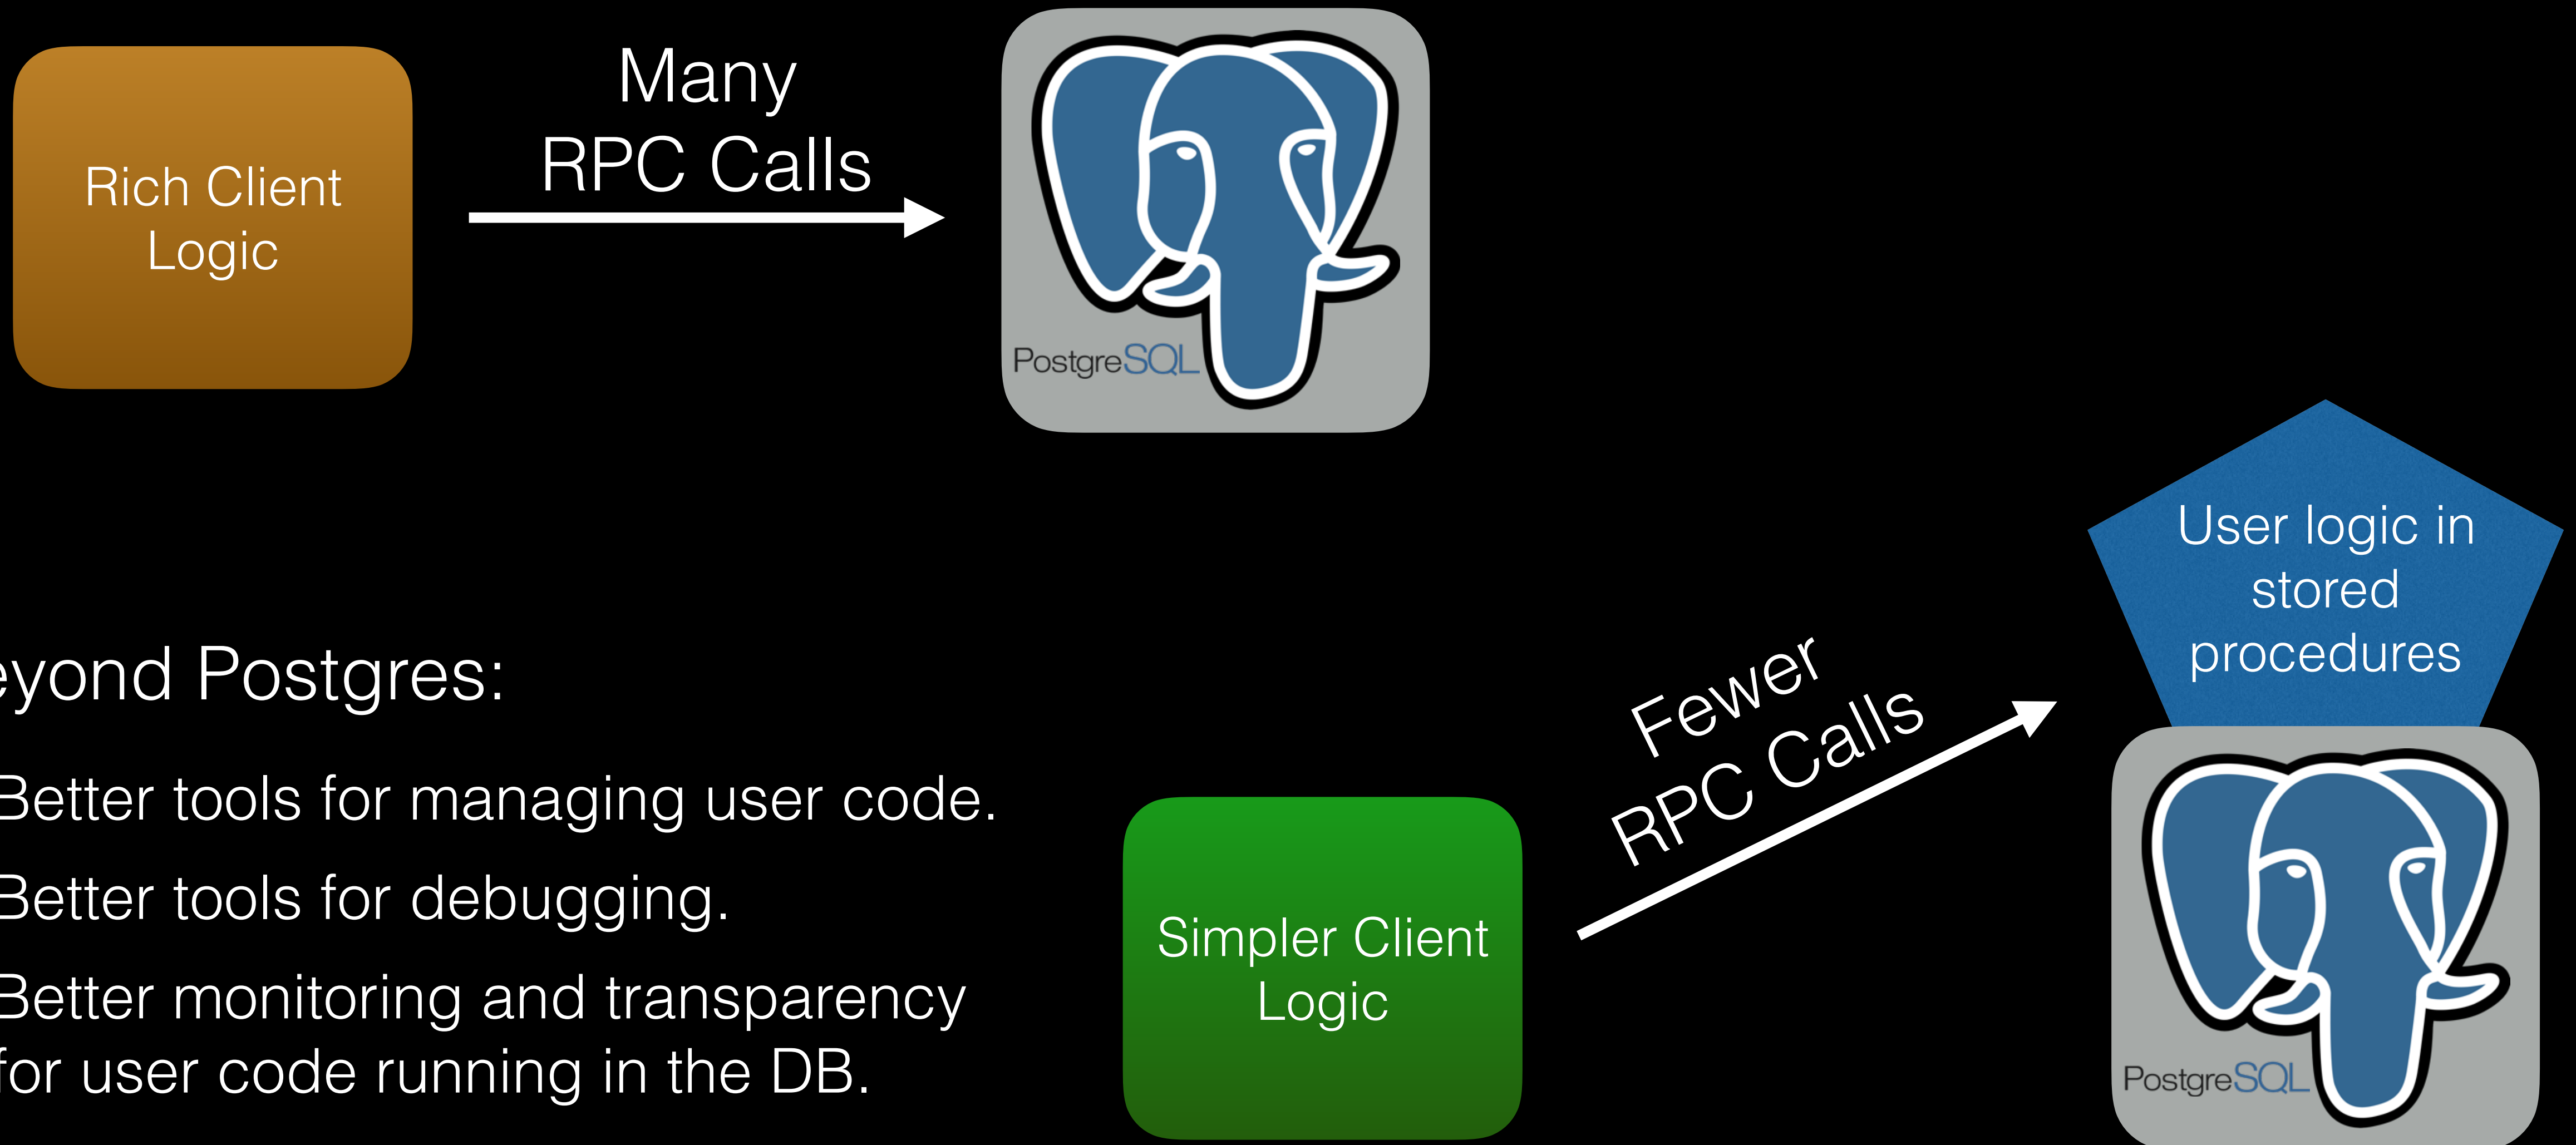 Many
RPC Calls
Rich Client
Logic
PostgreSQL
User logic in
stored
procedures
eyond Postgres:
Better tools for managing user code.
Better tools for debugging.
Better monitoring and transparency
for user code running in the DB.
Fewer
RPC Calls
Simpler Client
Logic
PostgreSQL